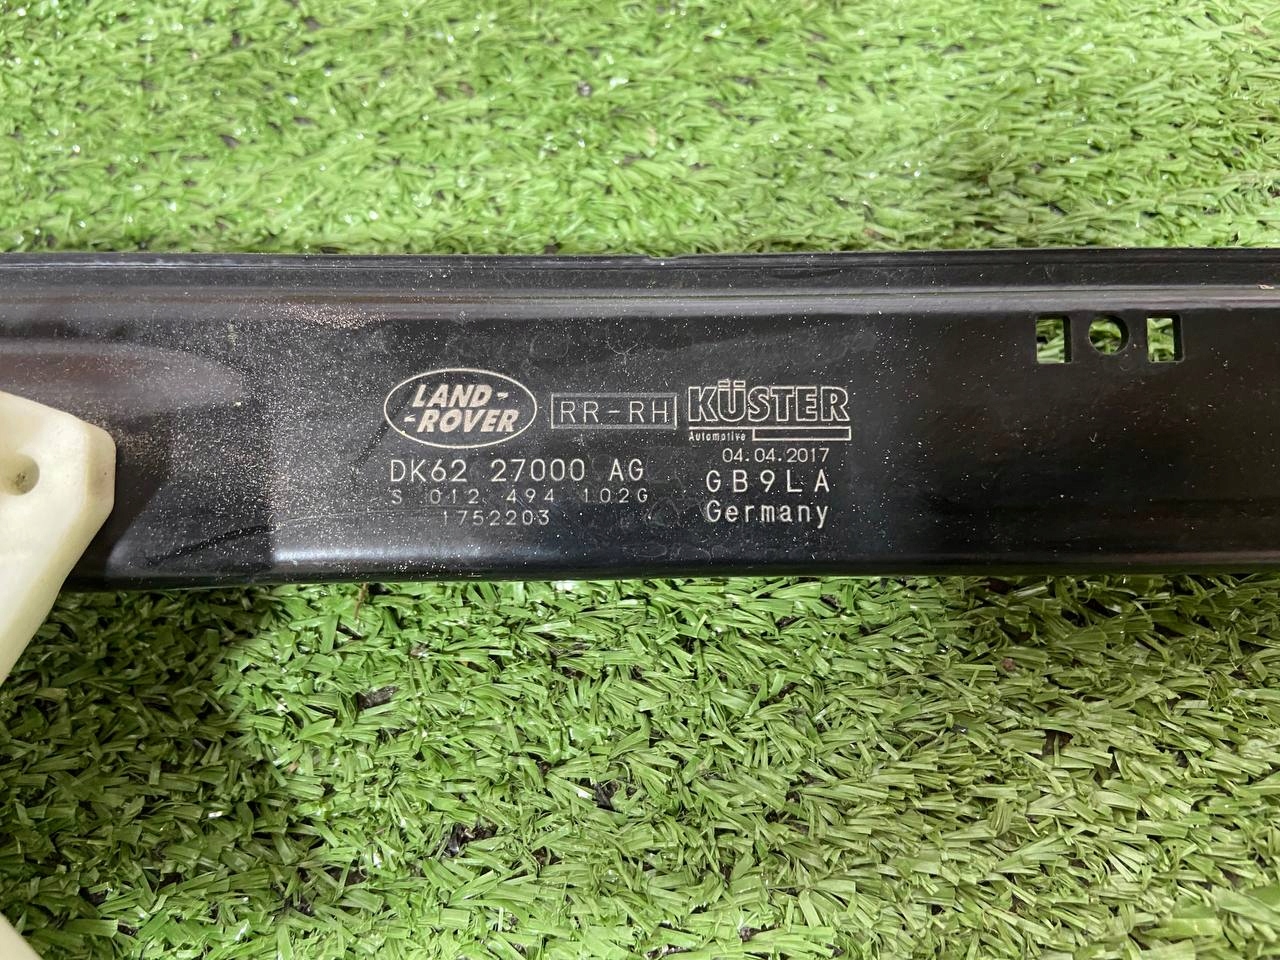 LAND-
-ROVER
RR-RH
KÜSTER
Automotive
04.04.2017
DK62 27000 AG
GB9LA
S 012 494 102G
1752203
Germany